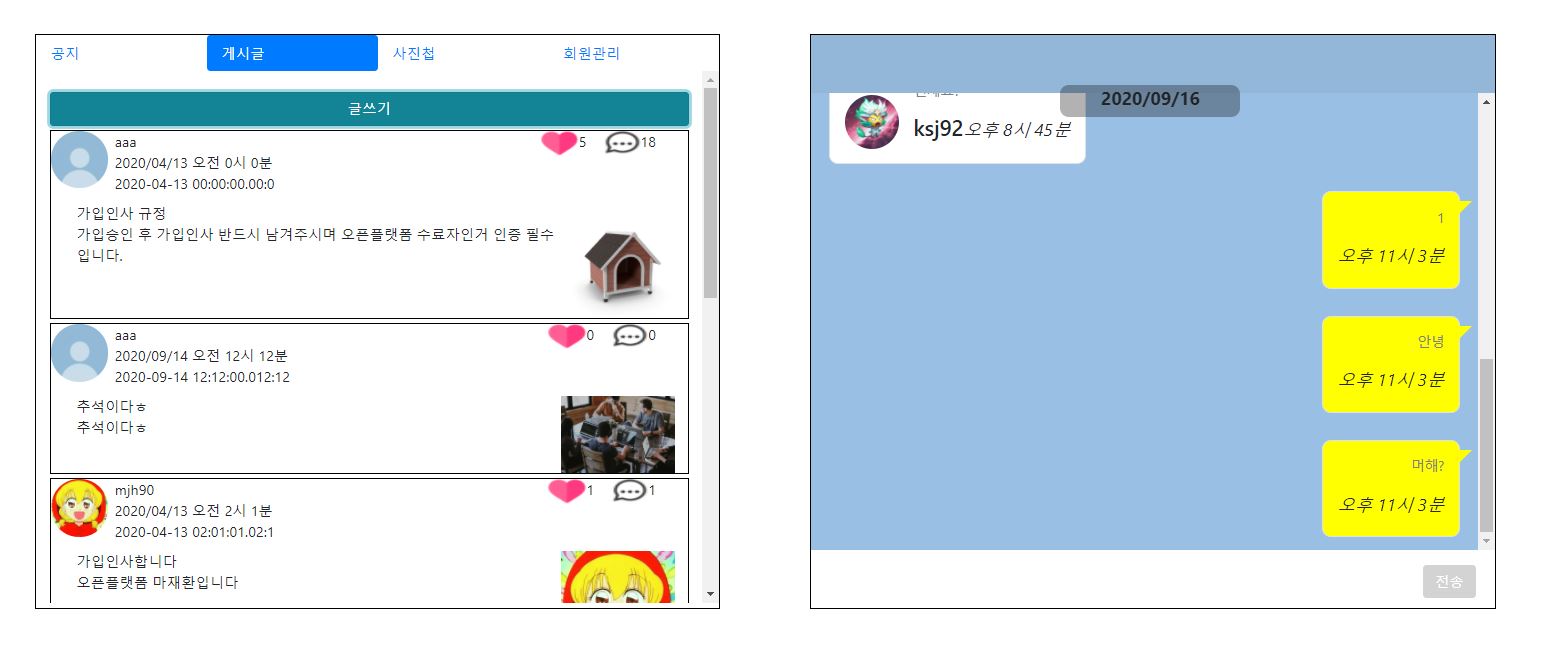 공지
게시글
사진첩
회원관리
글쓰기
aaa
5
18
2020/04/13 오전 0시 0분
2020-04-13 00:00:00.00:0
가입인사 규정
가입승인 후 가입인사 반드시 남겨주시며 오픈플랫폼 수료자인거 인증 필수
입니다.
aaa
0
0
2020/09/14 오전 12시 12분
2020-09-14 12:12:00.012:12
추석이다ㅎ
추석이다ㅎ
mjh90
1
1
2020/04/13 오전 2시 1분
2020-04-13 02:01:01.02:1
가입인사합니다
오픈플랫폼 마재환입니다
2020/09/16
ksj92오후 8시 45분
1
오후 11시 3분
안녕
오후 11시 3분
머해?
오후 11시 3분
전송